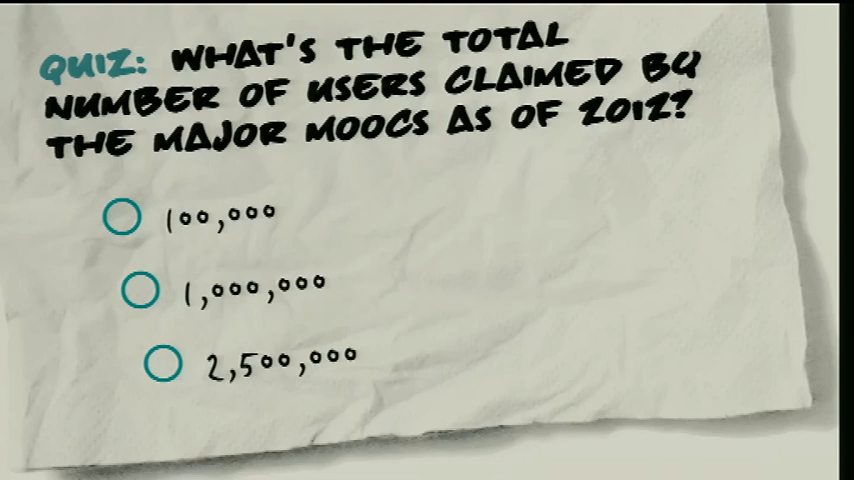 QUIZ: WHAT'S THE TOTAL
NUMBER OF USERS CLAIMED BY
THE MAJOR MOOCS AS OF 2012?
100,000
1,000,000
2,500,000